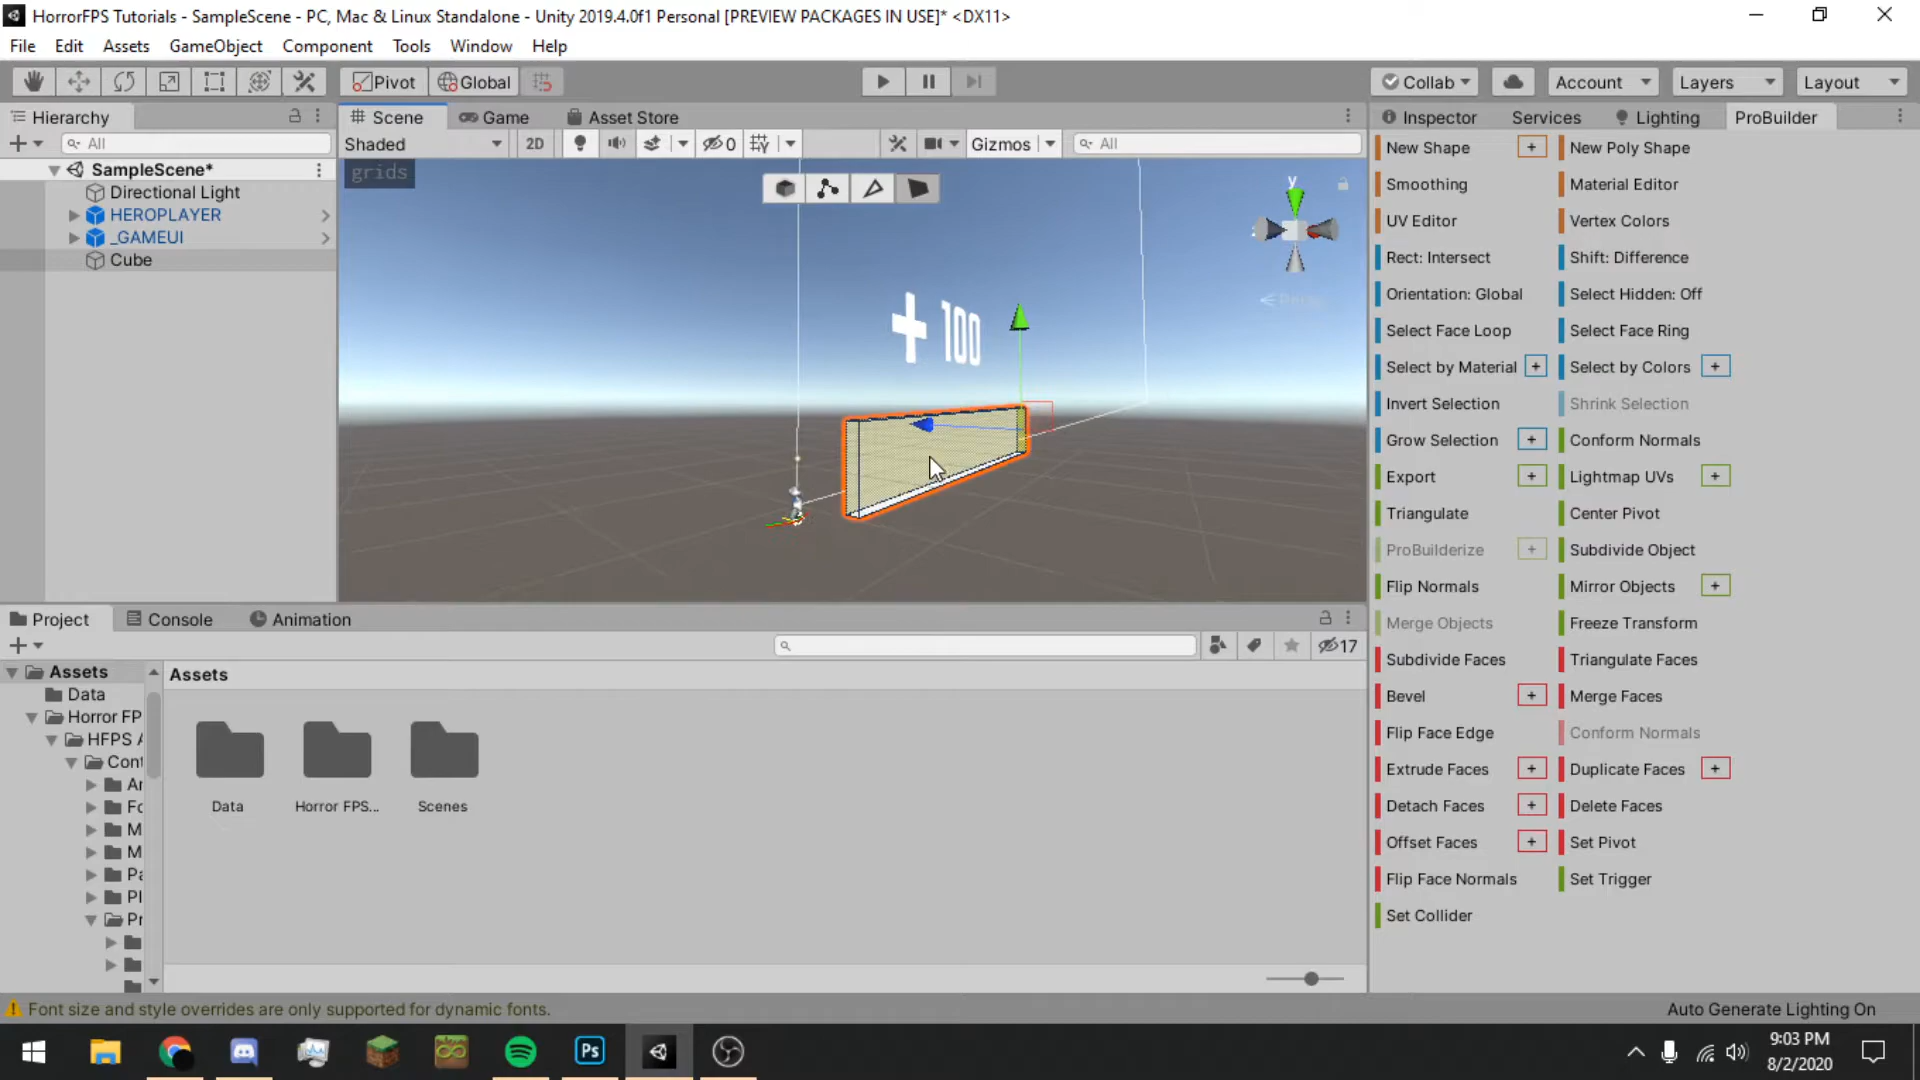 HorrorFPS Tutorials - SampleScene - PC, Mac & Linux Standalone - Unity 2019.4.0f1 Personal [PREVIEW PACKAGES IN USE]* <DX11>
File Edit Assets GameObject Component Tools Window Help
Pivot Global Collab Account Layers Layout
Hierarchy Scene Game Asset Store Inspector Services Lighting ProBuilder
All Shaded 2D 0 Gizmos All
SampleScene*
Directional Light
HEROPLAYER
_GAMEUI
Cube
grids
y
+ 100
New Shape + New Poly Shape
Smoothing Material Editor
UV Editor Vertex Colors
Rect: Intersect Shift: Difference
Orientation: Global Select Hidden: Off
Select Face Loop Select Face Ring
Select by Material + Select by Colors +
Invert Selection Shrink Selection
Grow Selection + Conform Normals
Export + Lightmap UVs +
Triangulate Center Pivot
ProBuilderize + Subdivide Object
Flip Normals Mirror Objects +
Merge Objects Freeze Transform
Subdivide Faces Triangulate Faces
Bevel + Merge Faces
Flip Face Edge Conform Normals
Extrude Faces + Duplicate Faces +
Detach Faces + Delete Faces
Offset Faces + Set Pivot
Flip Face Normals Set Trigger
Set Collider
Project Console Animation
17
Assets
Data
Horror FP
HFPS A
Cont
Ar
Fo
M
M
Pa
Pl
Pr
Assets
Data Horror FPS... Scenes
Font size and style overrides are only supported for dynamic fonts.
Auto Generate Lighting On
Ps
9:03 PM
8/2/2020